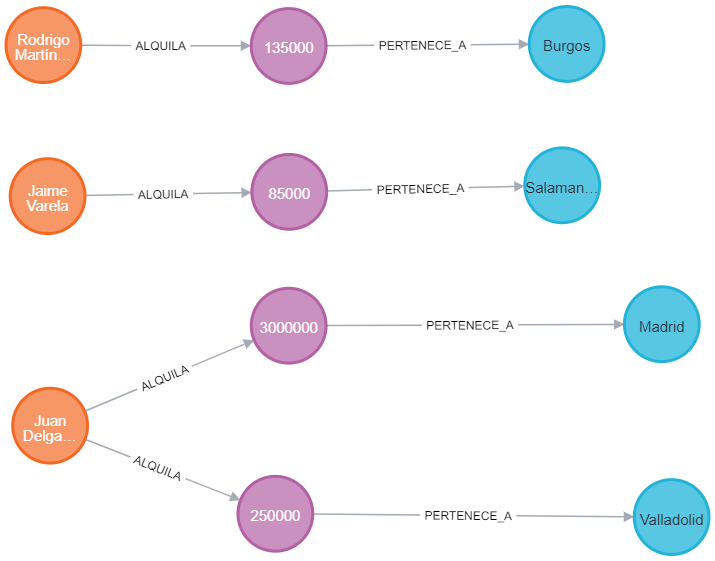 Rodrigo
Martín…
ALQUILA
135000
PERTENECE_A
Burgos
Jaime
Varela
ALQUILA
85000
PERTENECE_A
Salaman…
Juan
Delga…
ALQUILA
3000000
PERTENECE_A
Madrid
ALQUILA
250000
PERTENECE_A
Valladolid